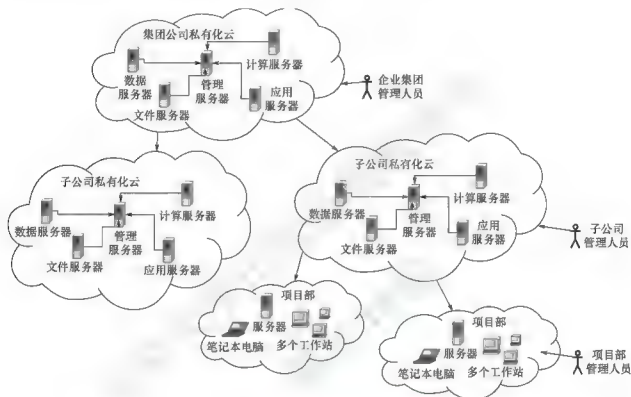 集团公司私有化云
计算服务器
数据
服务器
管理
服务器
应用
服务器
文件服务器
企业集团
管理人员
子公司私有化云
计算服务器
数据服务器
管理
服务器
文件服务器
应用服务器
子公司私有化云
计算服务器
数据服务器
管理
服务器
应用
服务器
文件服务器
子公司
管理人员
项目部
服务器
笔记本电脑
多个工作站
项目部
服务器
笔记本电脑
多个工作站
项目部
管理人员